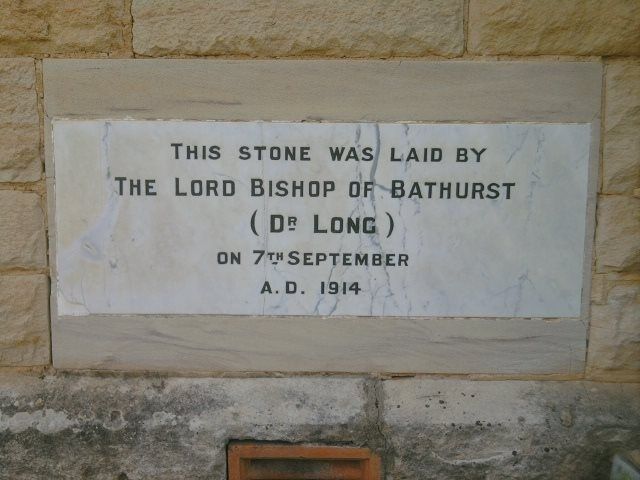 THIS STONE WAS LAID BY
THE LORD BISHOP OF BATHURST
(DR LONG)
ON 7TH SEPTEMBER
A.D. 1914